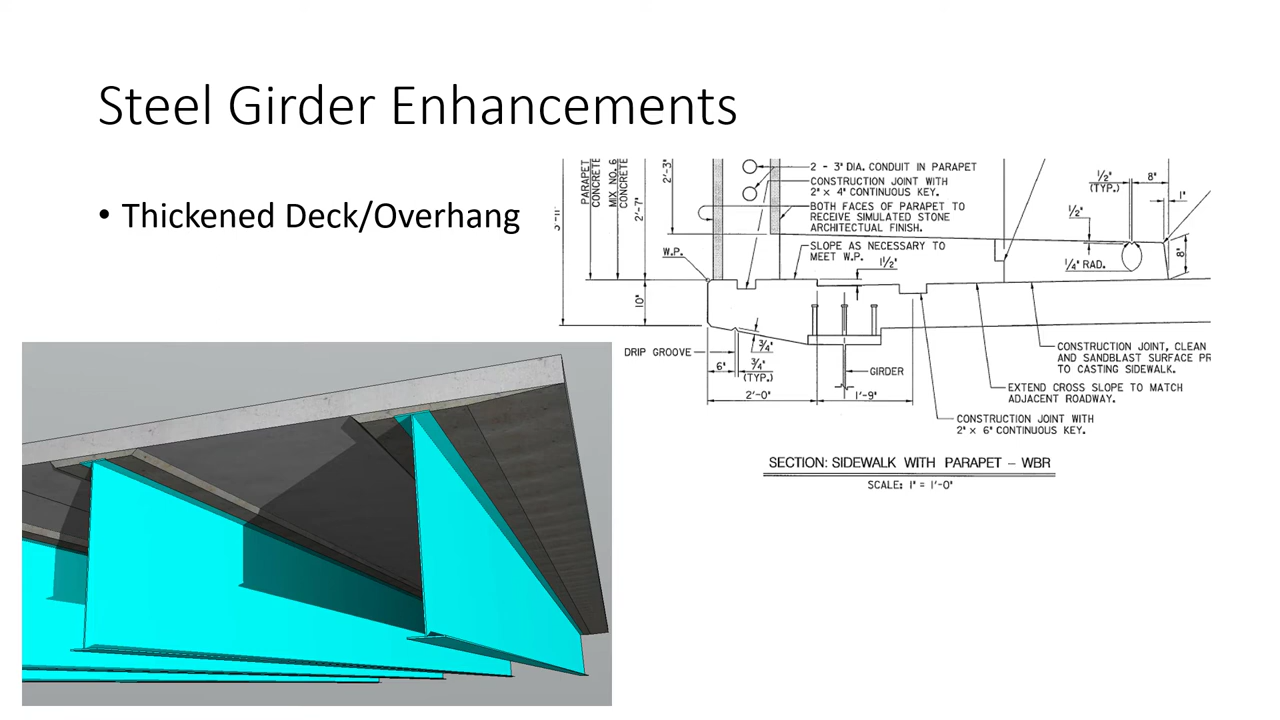 Steel Girder Enhancements
• Thickened Deck/Overhang
PARAPET
CONCRETE
MIX NO.6
CONCRETE
2'-7"
2'-3"
2 - 3" DIA. CONDUIT IN PARAPET
CONSTRUCTION JOINT WITH
2" × 4" CONTINUOUS KEY.
BOTH FACES OF PARAPET TO
RECEIVE SIMULATED STONE
ARCHITECTURAL FINISH.
SLOPE AS NECESSARY TO
MEET W.P.
1½"
W.P.
10"
½"
(TYP.)
8"
1"
½"
¼" RAD.
8"
DRIP GROOVE
¾"
6"
¾"
(TYP.)
GIRDER
2'-0"
1'-9"
CONSTRUCTION JOINT, CLEAN
AND SANDBLAST SURFACE PR
TO CASTING SIDEWALK.
EXTEND CROSS SLOPE TO MATCH
ADJACENT ROADWAY.
CONSTRUCTION JOINT WITH
2" × 6" CONTINUOUS KEY.
SECTION: SIDEWALK WITH PARAPET - WBR
SCALE: 1" = 1'-0"